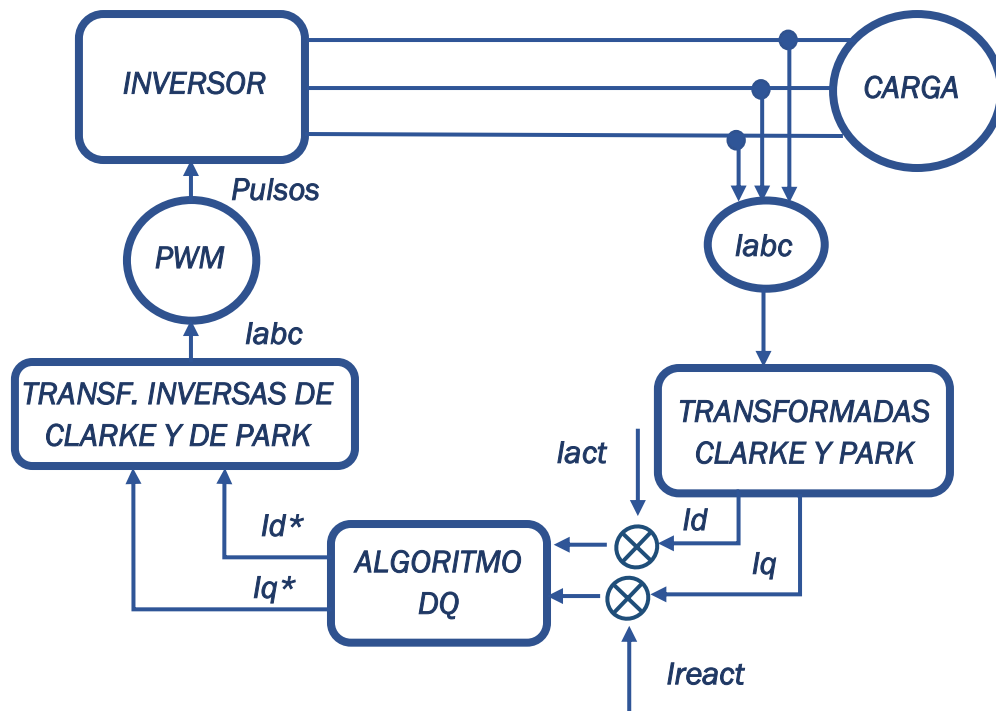 INVERSOR
CARGA
Pulsos
PWM
Iabc
Iabc
TRANSF. INVERSAS DE
CLARKE Y DE PARK
TRANSFORMADAS
CLARKE Y PARK
Iact
Id
Id*
Iq
Iq*
ALGORITMO
DQ
Ireact